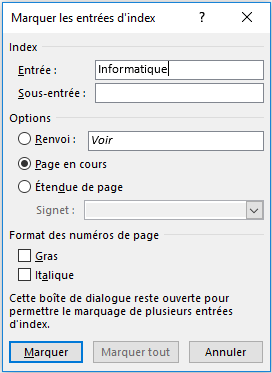 Marquer les entrées d'index ? ×
Index
Entrée : Informatique
Sous-entrée :
Options
Renvoi : Voir
Page en cours
Étendue de page
Signet :
Format des numéros de page
Gras
Italique
Cette boîte de dialogue reste ouverte pour
permettre le marquage de plusieurs entrées
d'index.
Marquer Marquer tout Annuler